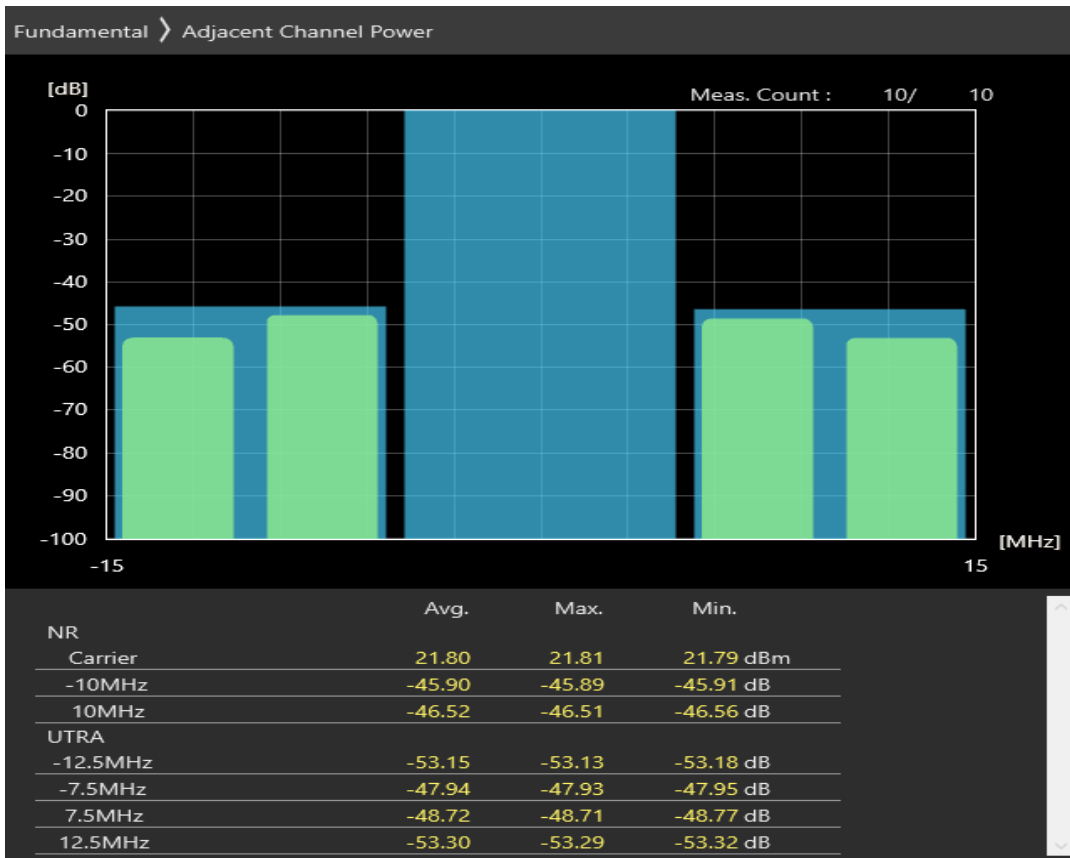 Fundamental 》 Adjacent Channel Power
[dB]
Meas. Count : 10/ 10
0
-10
-20
-30
-40
-50
-60
-70
-80
-90
-100
[MHz]
-15 15
Avg. Max. Min.
NR
Carrier 21.80 21.81 21.79 dBm
-10MHz -45.90 -45.89 -45.91 dB
10MHz -46.52 -46.51 -46.56 dB
UTRA
-12.5MHz -53.15 -53.13 -53.18 dB
-7.5MHz -47.94 -47.93 -47.95 dB
7.5MHz -48.72 -48.71 -48.77 dB
12.5MHz -53.30 -53.29 -53.32 dB